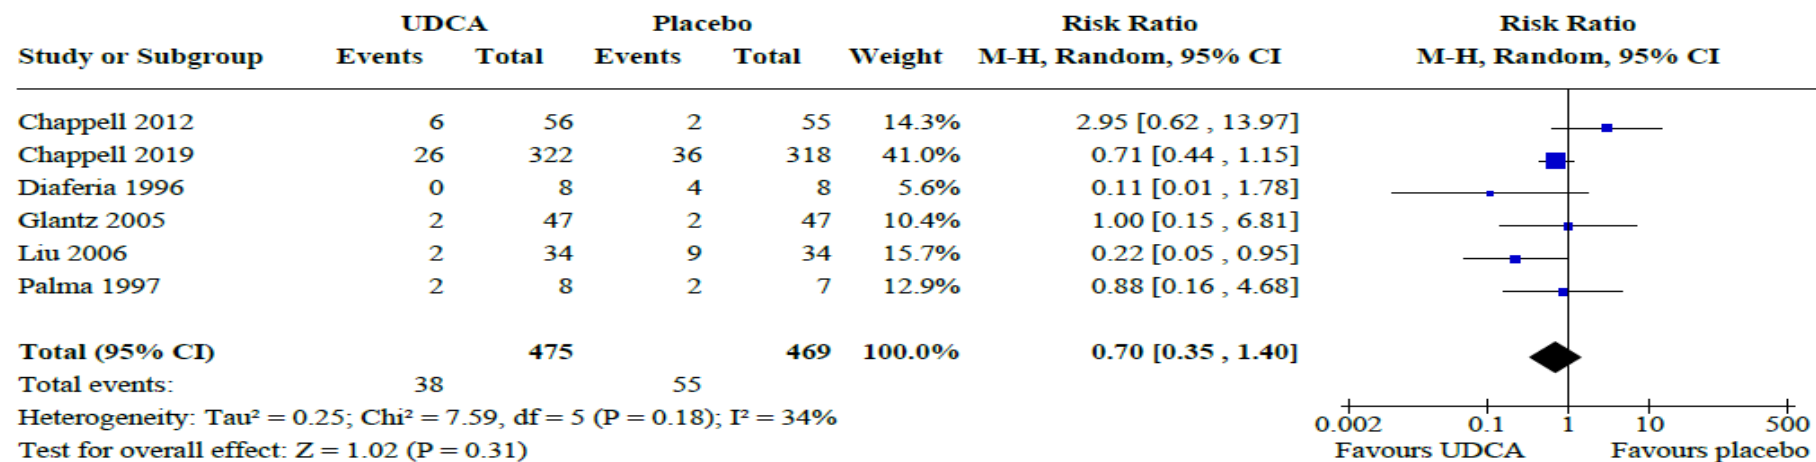 UDCA Placebo Risk Ratio Risk Ratio
Study or Subgroup Events Total Events Total Weight M-H, Random, 95% CI M-H, Random, 95% CI
Chappell 2012 6 56 2 55 14.3% 2.95 [0.62 , 13.97]
Chappell 2019 26 322 36 318 41.0% 0.71 [0.44 , 1.15]
Diaferia 1996 0 8 4 8 5.6% 0.11 [0.01 , 1.78]
Glantz 2005 2 47 2 47 10.4% 1.00 [0.15 , 6.81]
Liu 2006 2 34 9 34 15.7% 0.22 [0.05 , 0.95]
Palma 1997 2 8 2 7 12.9% 0.88 [0.16 , 4.68]
Total (95% CI) 475 469 100.0% 0.70 [0.35 , 1.40]
Total events: 38 55
Heterogeneity: Tau² = 0.25; Chi² = 7.59, df = 5 (P = 0.18); I² = 34%
0.002 0.1 1 10 500
Test for overall effect: Z = 1.02 (P = 0.31) Favours UDCA Favours placebo